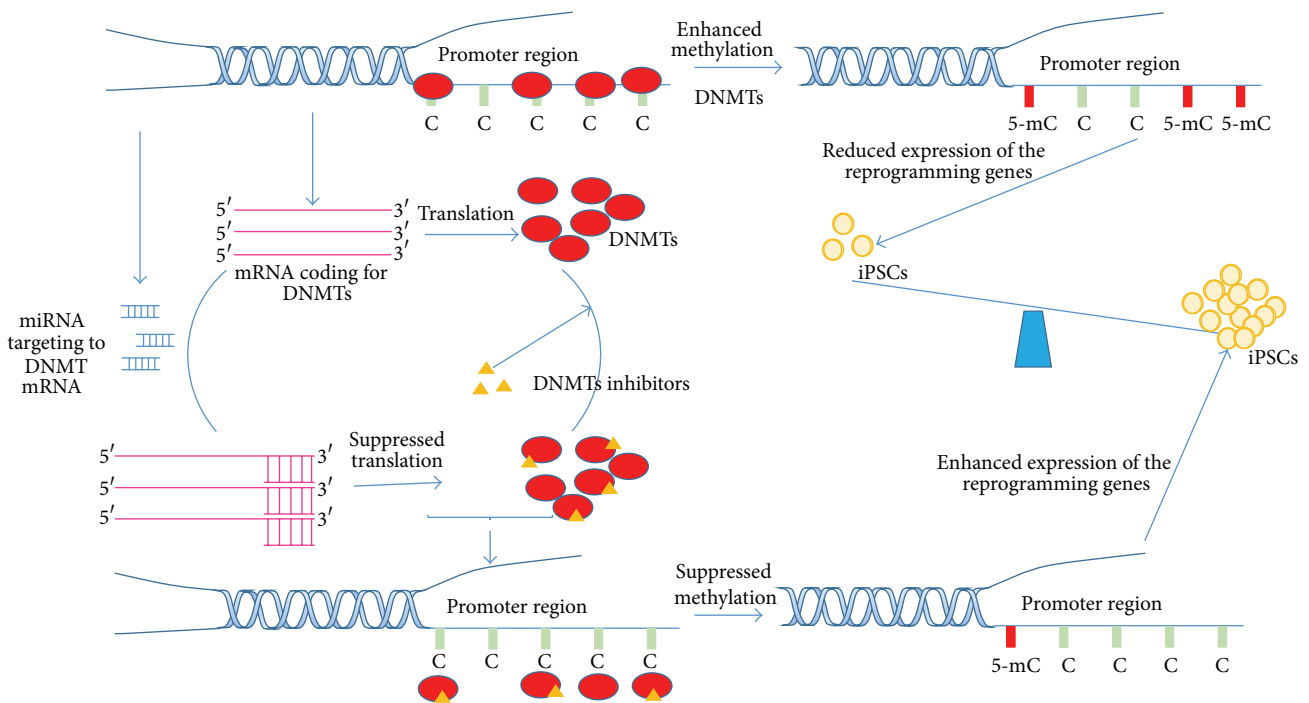 Promoter region
C C C C C
Enhanced
methylation
DNMTs
Promoter region
5-mC C C 5-mC 5-mC
Reduced expression of the
reprogramming genes
iPSCs
5′ 3′
5′ 3′
5′ 3′
mRNA coding for
DNMTs
Translation
DNMTs
miRNA
targeting to
DNMT
mRNA
DNMTs inhibitors
iPSCs
5′ 3′
5′ 3′
5′ 3′
Suppressed
translation
Enhanced expression of the
reprogramming genes
Promoter region
C C C C C
Suppressed
methylation
Promoter region
5-mC C C C C